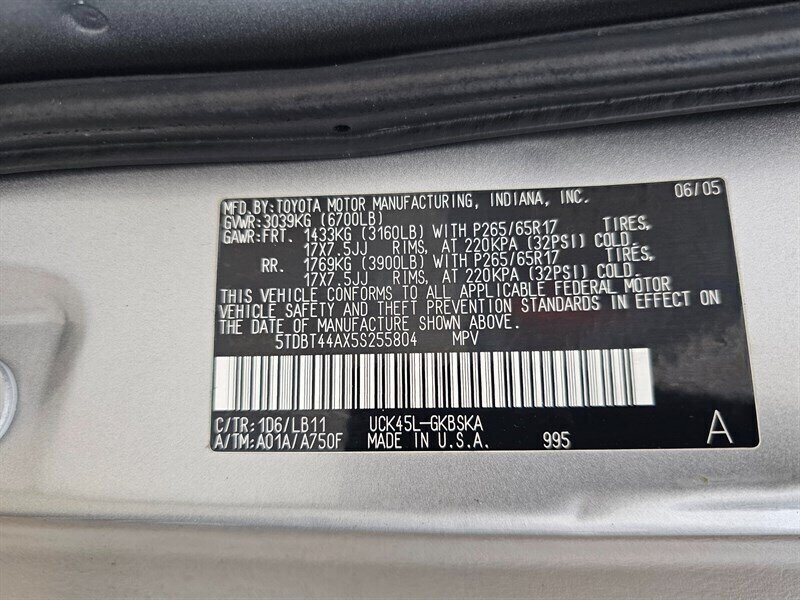 MFD.BY:TOYOTA MOTOR MANUFACTURING, INDIANA, INC. 06/05
GVWR:3039KG (6700LB)
GAWR:FRT. 1433KG (3160LB) WITH P265/65R17 TIRES,
17X7.5JJ RIMS, AT 220KPA (32PSI) COLD.
RR. 1769KG (3900LB) WITH P265/65R17 TIRES,
17X7.5JJ RIMS, AT 220KPA (32PSI) COLD.
THIS VEHICLE CONFORMS TO ALL APPLICABLE FEDERAL MOTOR
VEHICLE SAFETY AND THEFT PREVENTION STANDARDS IN EFFECT ON
THE DATE OF MANUFACTURE SHOWN ABOVE.
5TDBT44AX5S255804 MPV
C/TR:1D6/LB11 UCK45L-GKBSKA
A/TM:A01A/A750F MADE IN U.S.A. 995 A